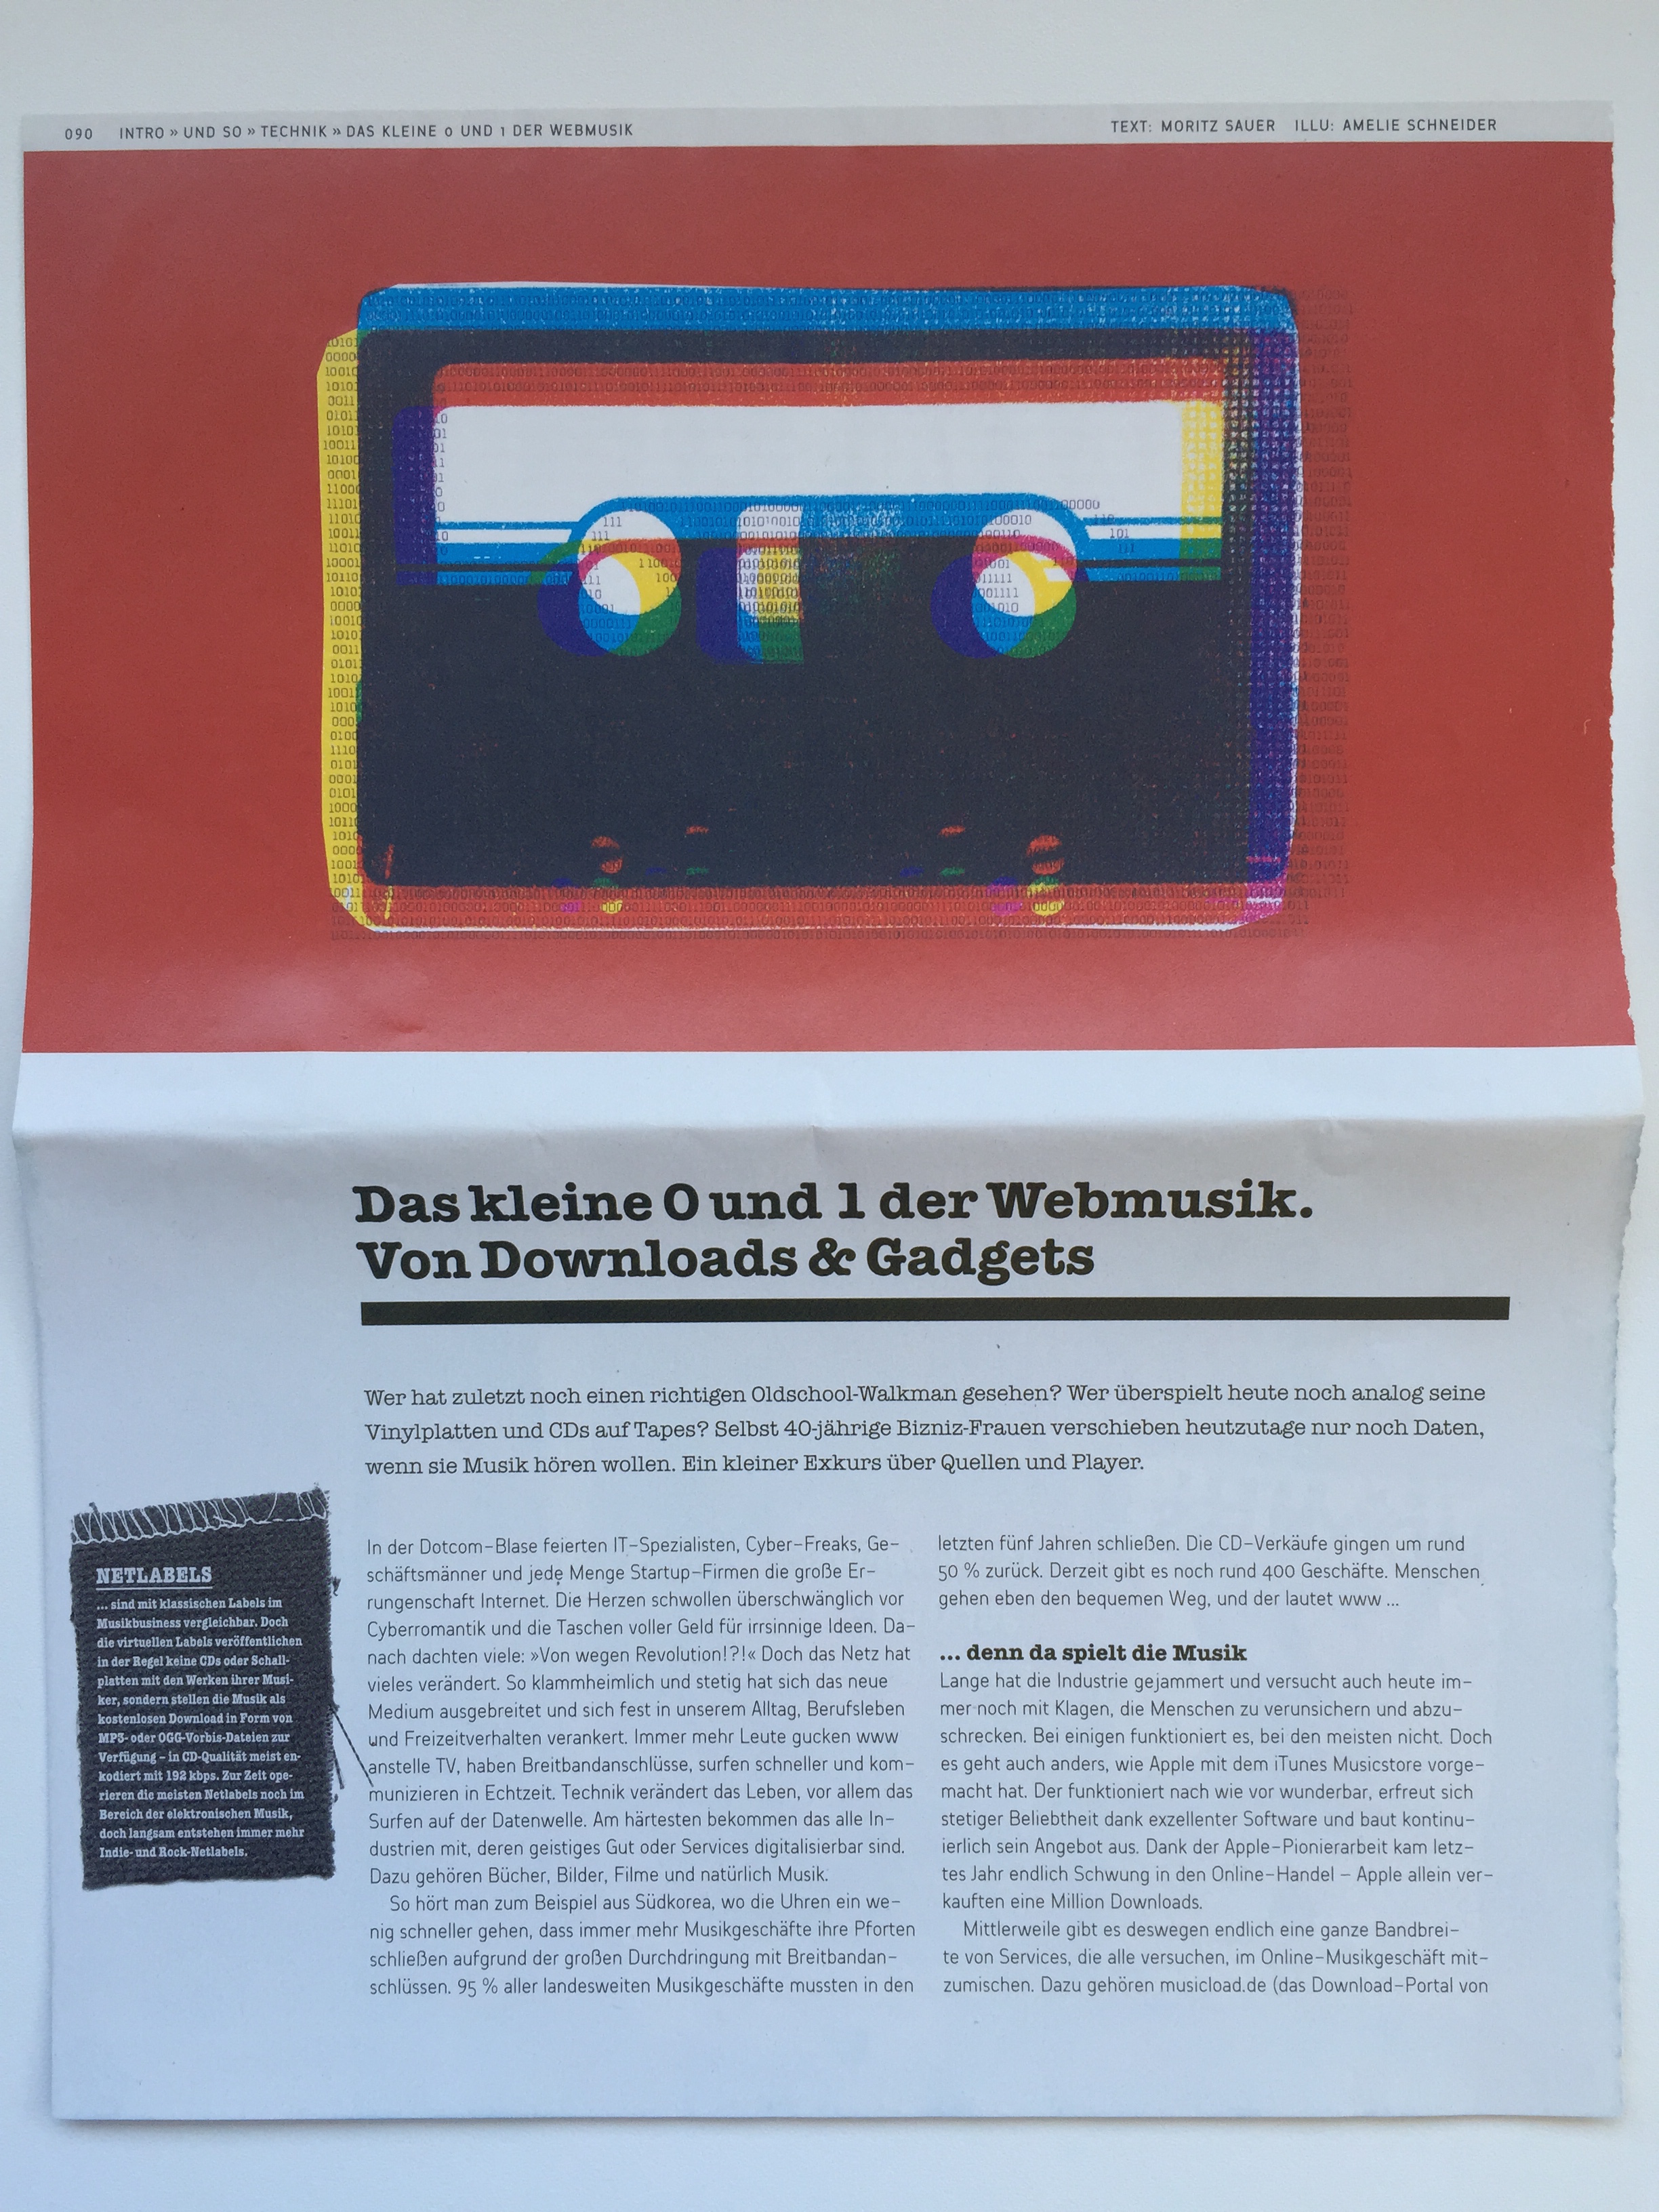 090 INTRO » UND SO » TECHNIK » DAS KLEINE 0 UND 1 DER WEBMUSIK
TEXT: MORITZ SAUER ILLU: AMELIE SCHNEIDER
Das kleine 0 und 1 der Webmusik.
Von Downloads & Gadgets
Wer hat zuletzt noch einen richtigen Oldschool-Walkman gesehen? Wer überspielt heute noch analog seine
Vinylplatten und CDs auf Tapes? Selbst 40-jährige Bizniz-Frauen verschieben heutzutage nur noch Daten,
wenn sie Musik hören wollen. Ein kleiner Exkurs über Quellen und Player.
NETLABELS
... sind mit klassischen Labels im
Musikbusiness vergleichbar. Doch
die virtuellen Labels veröffentlichen
in der Regel keine CDs oder Schall-
platten mit den Werken ihrer Musi-
ker, sondern stellen die Musik als
kostenlosen Download in Form von
MP3- oder OGG-Vorbis-Dateien zur
Verfügung – in CD-Qualität meist en-
kodiert mit 192 kbps. Zur Zeit ope-
rieren die meisten Netlabels noch im
Bereich der elektronischen Musik,
doch langsam entstehen immer mehr
Indie- und Rock-Netlabels.
In der Dotcom-Blase feierten IT-Spezialisten, Cyber-Freaks, Ge-
schäftsmänner und jede Menge Startup-Firmen die große Er-
rungenschaft Internet. Die Herzen schwollen überschwänglich vor
Cyberromantik und die Taschen voller Geld für irrsinnige Ideen. Da-
nach dachten viele: »Von wegen Revolution!?!« Doch das Netz hat
vieles verändert. So klammheimlich und stetig hat sich das neue
Medium ausgebreitet und sich fest in unserem Alltag, Berufsleben
und Freizeitverhalten verankert. Immer mehr Leute gucken www
anstelle TV, haben Breitbandanschlüsse, surfen schneller und kom-
munizieren in Echtzeit. Technik verändert das Leben, vor allem das
Surfen auf der Datenwelle. Am härtesten bekommen das alle In-
dustrien mit, deren geistiges Gut oder Services digitalisierbar sind.
Dazu gehören Bücher, Bilder, Filme und natürlich Musik.
So hört man zum Beispiel aus Südkorea, wo die Uhren ein we-
nig schneller gehen, dass immer mehr Musikgeschäfte ihre Pforten
schließen aufgrund der großen Durchdringung mit Breitbandan-
schlüssen. 95 % aller landesweiten Musikgeschäfte mussten in den
letzten fünf Jahren schließen. Die CD-Verkäufe gingen um rund
50 % zurück. Derzeit gibt es noch rund 400 Geschäfte. Menschen
gehen eben den bequemen Weg, und der lautet www ...
... denn da spielt die Musik
Lange hat die Industrie gejammert und versucht auch heute im-
mer noch mit Klagen, die Menschen zu verunsichern und abzu-
schrecken. Bei einigen funktioniert es, bei den meisten nicht. Doch
es geht auch anders, wie Apple mit dem iTunes Musicstore vorge-
macht hat. Der funktioniert nach wie vor wunderbar, erfreut sich
stetiger Beliebtheit dank exzellenter Software und baut kontinu-
ierlich sein Angebot aus. Dank der Apple-Pionierarbeit kam letz-
tes Jahr endlich Schwung in den Online-Handel – Apple allein ver-
kauften eine Million Downloads.
Mittlerweile gibt es deswegen endlich eine ganze Bandbrei-
te von Services, die alle versuchen, im Online-Musikgeschäft mit-
zumischen. Dazu gehören musicload.de (das Download-Portal von